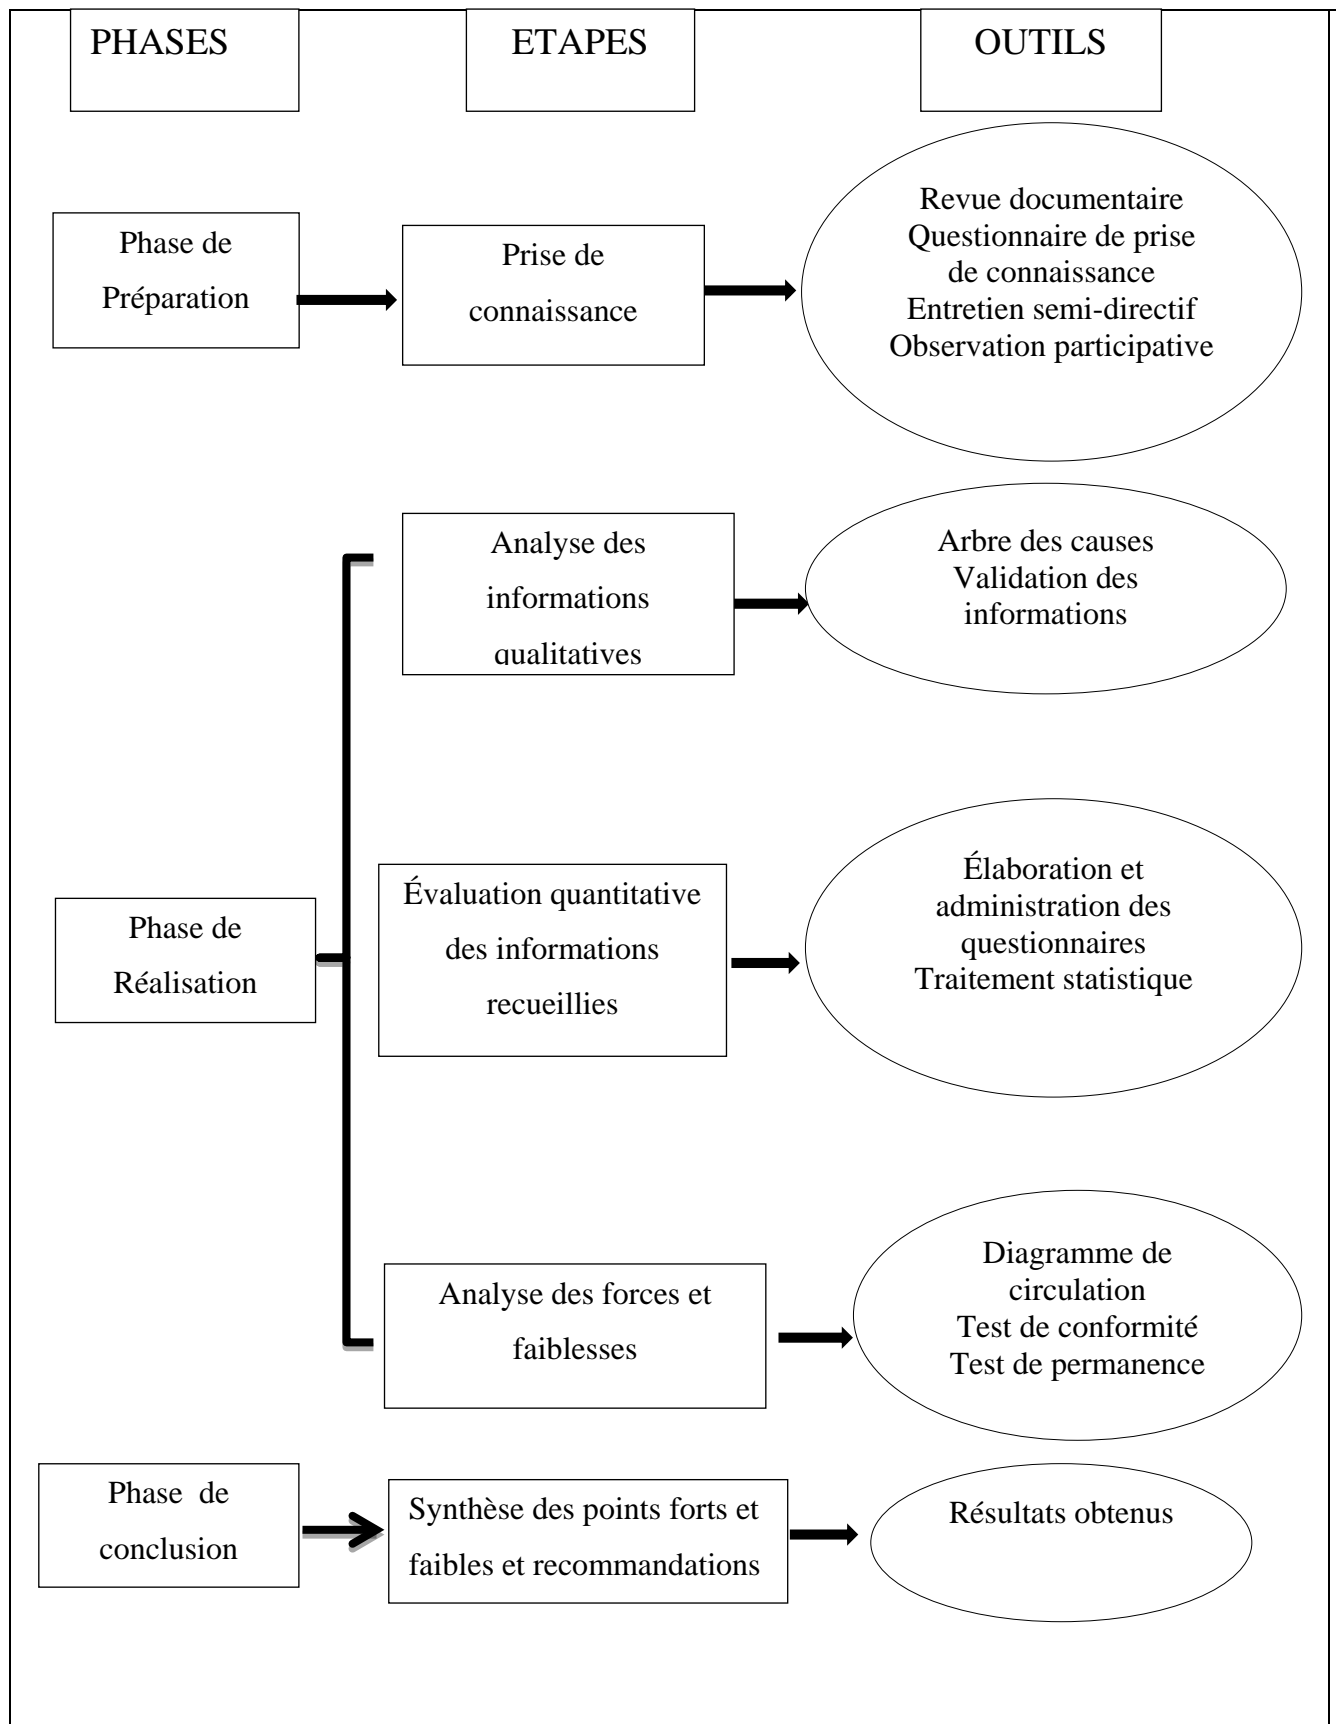 PHASES
ETAPES
OUTILS
Phase de
Préparation
Prise de
connaissance
Revue documentaire
Questionnaire de prise
de connaissance
Entretien semi-directif
Observation participative
Analyse des
informations
qualitatives
Arbre des causes
Validation des
informations
Phase de
Réalisation
Évaluation quantitative
des informations
recueillies
Élaboration et
administration des
questionnaires
Traitement statistique
Analyse des forces et
faiblesses
Diagramme de
circulation
Test de conformité
Test de permanence
Phase de
conclusion
Synthèse des points forts et
faibles et recommandations
Résultats obtenus